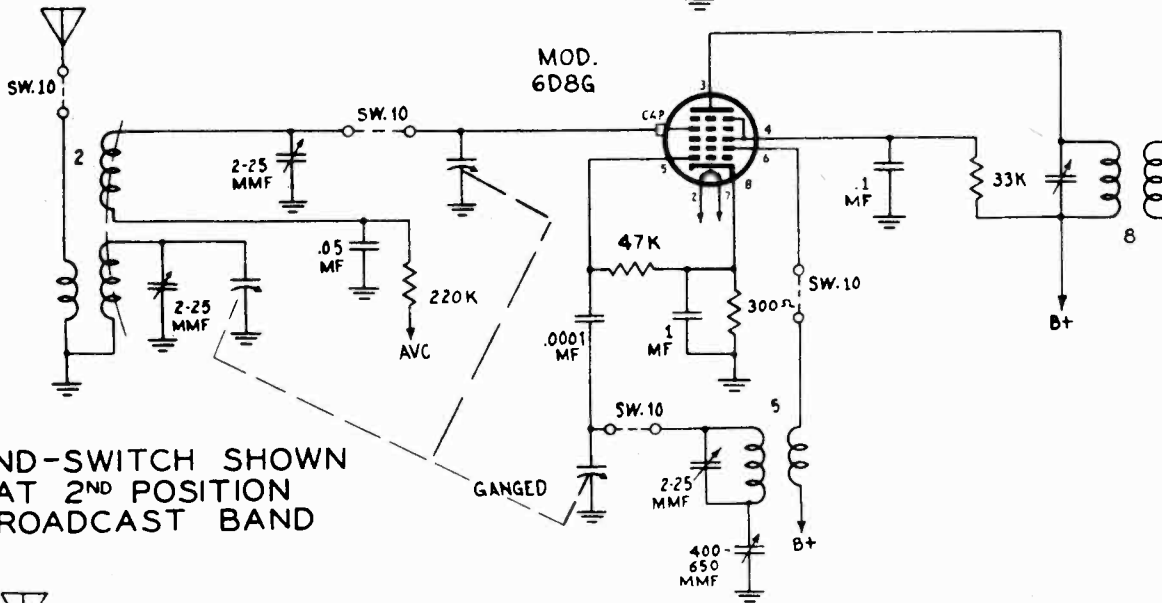 MOD.
6D8G
SW.10
SW.10
CAP
3
4
5
6
2
7
8
2
2-25
MMF
.1
MF
33K
8
.05
MF
220K
AVC
2-25
MMF
47K
300Ω
1
MF
.0001
MF
SW.10
B+
SW.10
5
2-25
MMF
GANGED
400-
650
MMF
B+
ND-SWITCH SHOWN
AT 2ND POSITION
ROADCAST BAND